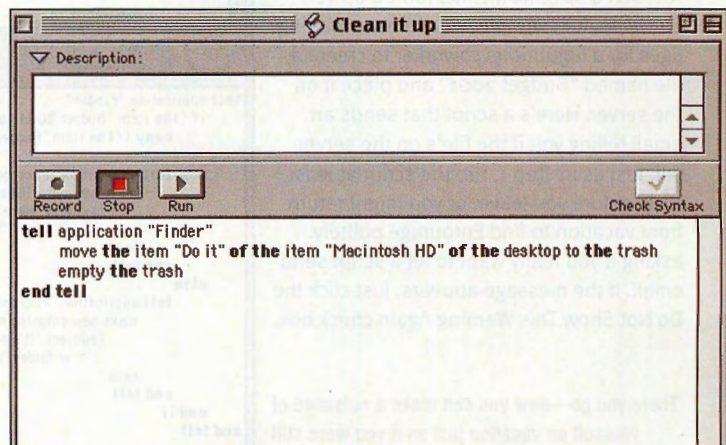 Clean it up
Description:
Record Stop Run Check Syntax
tell application "Finder"
move the item "Do it" of the item "Macintosh HD" of the desktop to the trash
empty the trash
end tell